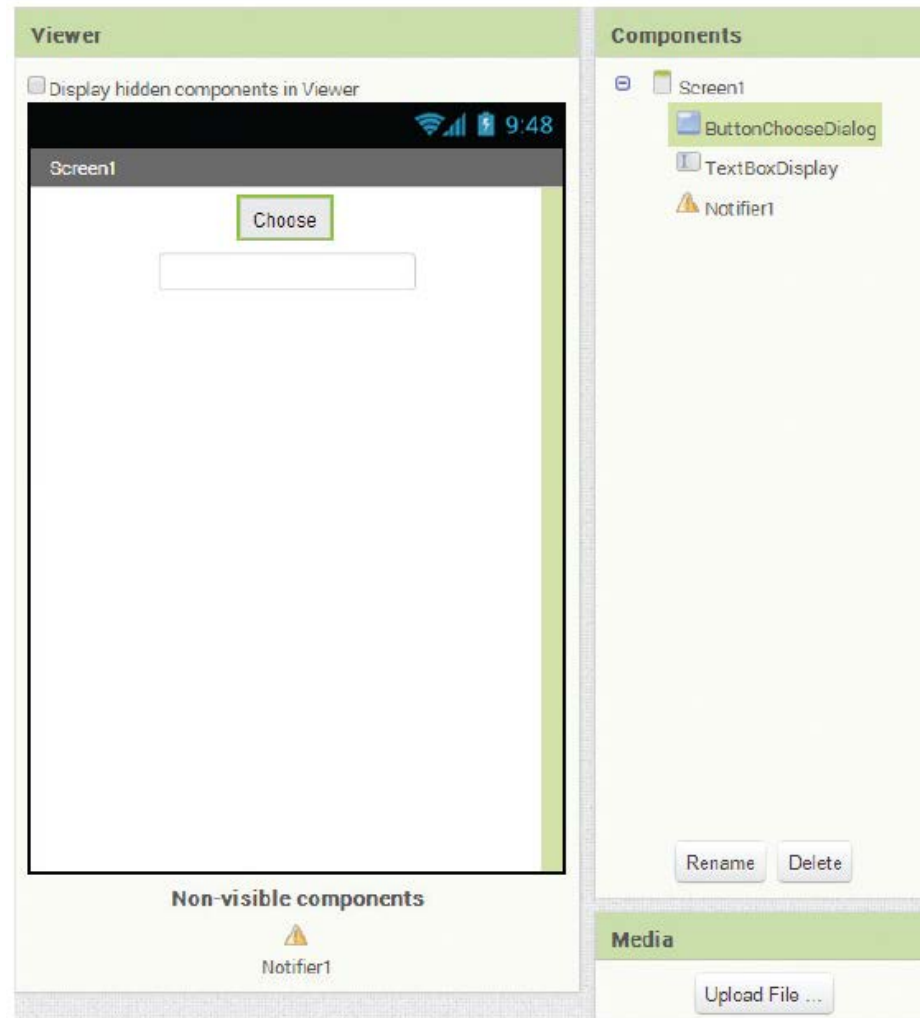 Viewer
Display hidden components in Viewer
9:48
Screen1
Choose
Non-visible components
Notifier1
Components
Screen1
ButtonChooseDialog
TextBoxDisplay
Notifier1
Rename Delete
Media
Upload File ...